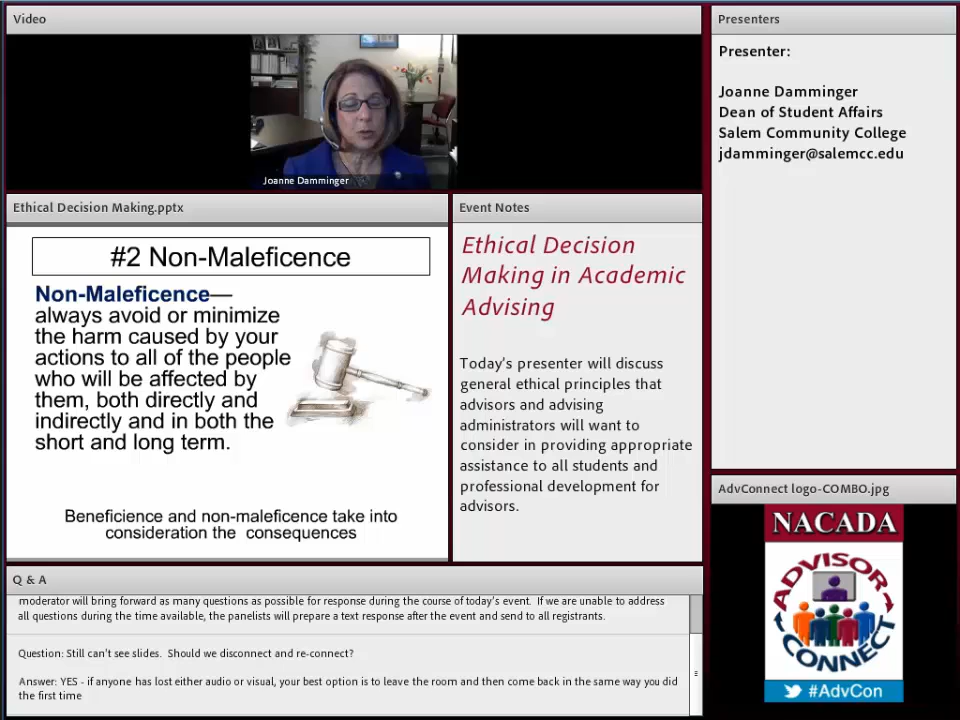 Video
Joanne Damminger
Presenters
Presenter:
Joanne Damminger
Dean of Student Affairs
Salem Community College
jdamminger@salemcc.edu
Ethical Decision Making.pptx
#2 Non-Maleficence
Non-Maleficence—
always avoid or minimize
the harm caused by your
actions to all of the people
who will be affected by
them, both directly and
indirectly and in both the
short and long term.
Beneficience and non-maleficence take into
consideration the consequences
Event Notes
Ethical Decision
Making in Academic
Advising
Today's presenter will discuss
general ethical principles that
advisors and advising
administrators will want to
consider in providing appropriate
assistance to all students and
professional development for
advisors.
AdvConnect logo-COMBO.jpg
NACADA
ADVISOR
CONNECT
#AdvCon
Q & A
moderator will bring forward as many questions as possible for response during the course of today's event. If we are unable to address
all questions during the time available, the panelists will prepare a text response after the event and send to all registrants.
Question: Still can't see slides. Should we disconnect and re-connect?
Answer: YES - if anyone has lost either audio or visual, your best option is to leave the room and then come back in the same way you did
the first time